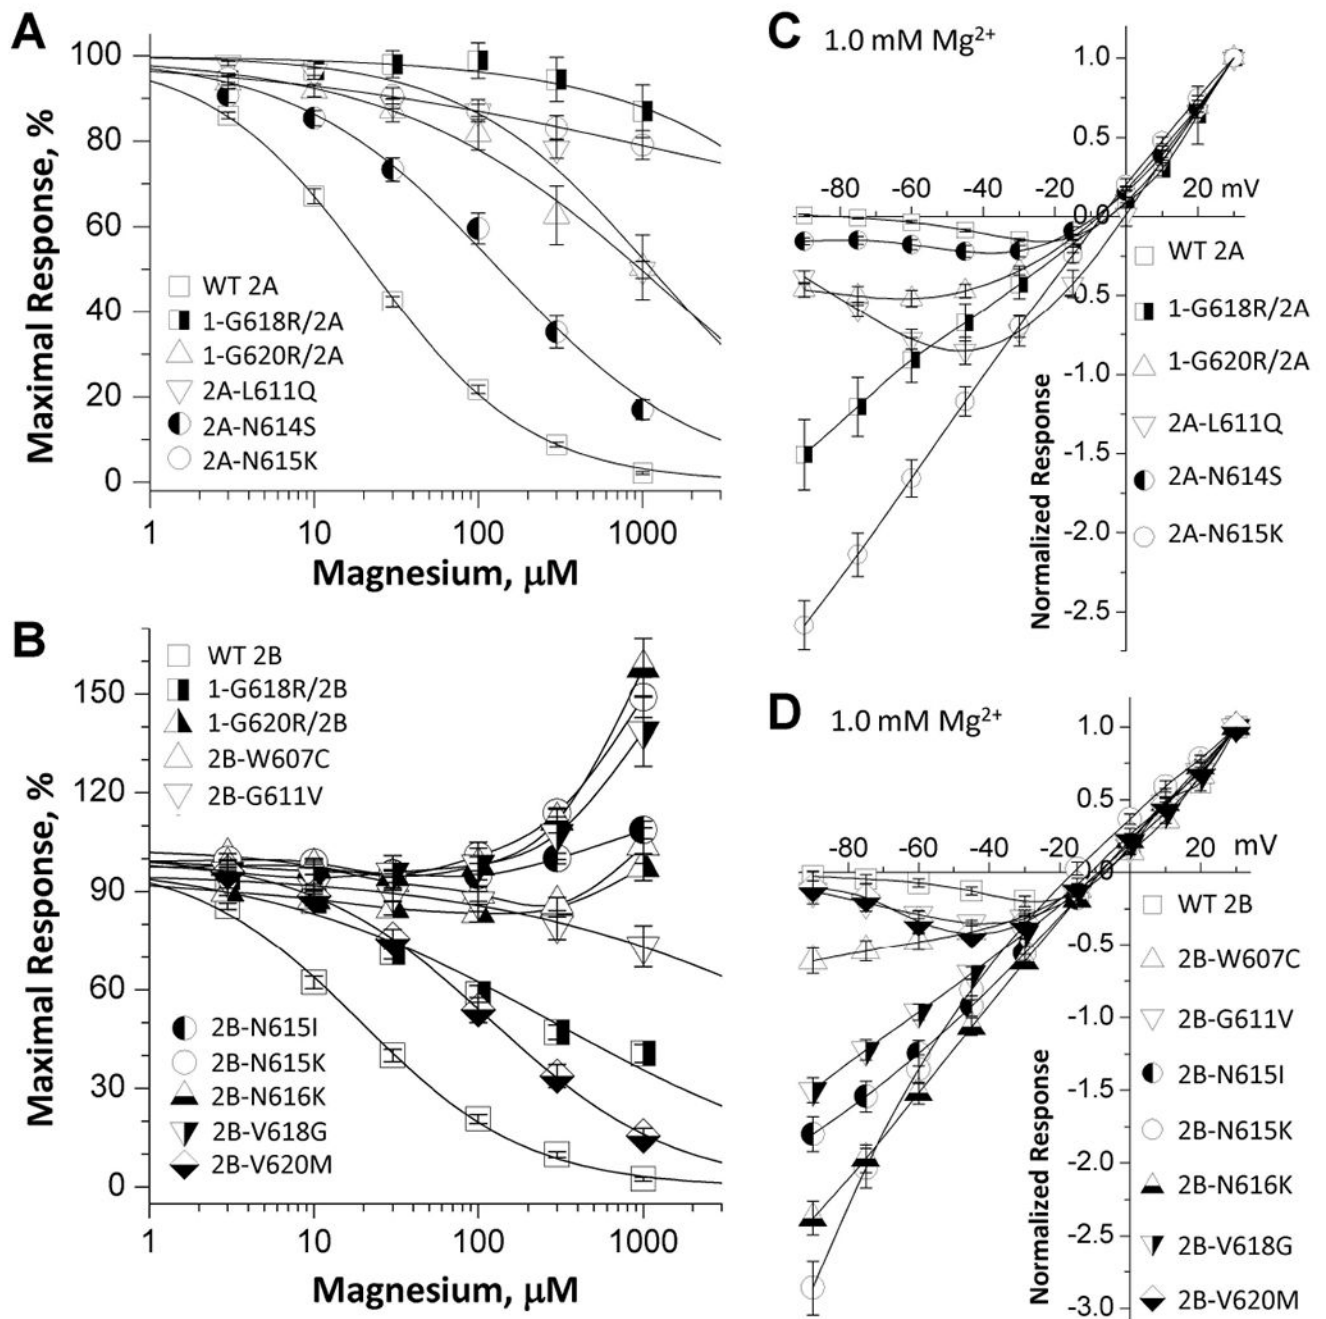 A
Maximal Response, %
100
80
60
40
20
0
WT 2A
1-G618R/2A
1-G620R/2A
2A-L611Q
2A-N614S
2A-N615K
1 10 100 1000
Magnesium, μM
C
1.0 mM Mg²⁺
1.0
0.5
-80 -60 -40 -20 20 mV
0.0
-0.5
-1.0
-1.5
-2.0
-2.5
Normalized Response
WT 2A
1-G618R/2A
1-G620R/2A
2A-L611Q
2A-N614S
2A-N615K
B
Maximal Response, %
150
120
90
60
30
0
WT 2B
1-G618R/2B
1-G620R/2B
2B-W607C
2B-G611V
2B-N615I
2B-N615K
2B-N616K
2B-V618G
2B-V620M
1 10 100 1000
Magnesium, μM
D
1.0 mM Mg²⁺
1.0
0.5
mV
-80 -60 -40 -20 20
0.0
-0.5
-1.0
-1.5
-2.0
-2.5
-3.0
Normalized Response
WT 2B
2B-W607C
2B-G611V
2B-N615I
2B-N615K
2B-N616K
2B-V618G
2B-V620M